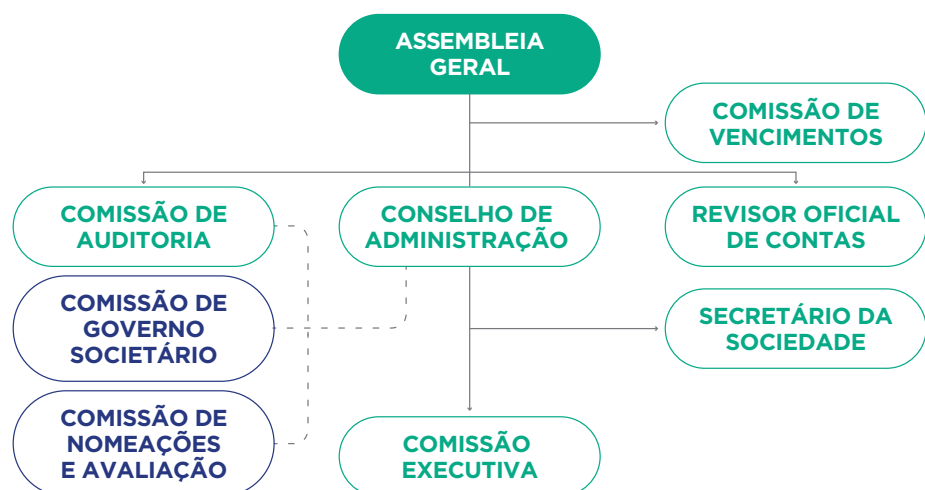 ASSEMBLEIA
GERAL
COMISSÃO DE
VENCIMENTOS
COMISSÃO DE
AUDITORIA
CONSELHO DE
ADMINISTRAÇÃO
REVISOR OFICIAL
DE CONTAS
COMISSÃO DE
GOVERNO
SOCIETÁRIO
SECRETÁRIO DA
SOCIEDADE
COMISSÃO DE
NOMEAÇÕES
E AVALIAÇÃO
COMISSÃO
EXECUTIVA